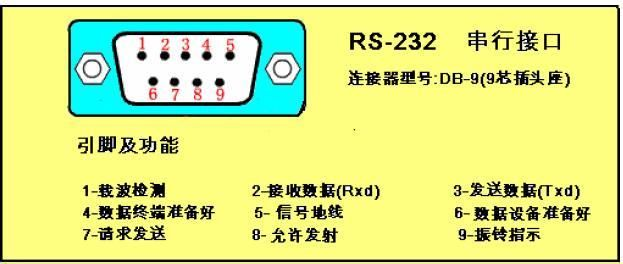 1 2 3 4 5
6 7 8 9
RS-232 串行接口
连接器型号:DB-9(9芯插头座)
引脚及功能
1-载波检测 2-接收数据(Rxd) 3-发送数据(Txd)
4-数据终端准备好 5- 信号地线 6- 数据设备准备好
7-请求发送 8-允许发射 9-振铃指示